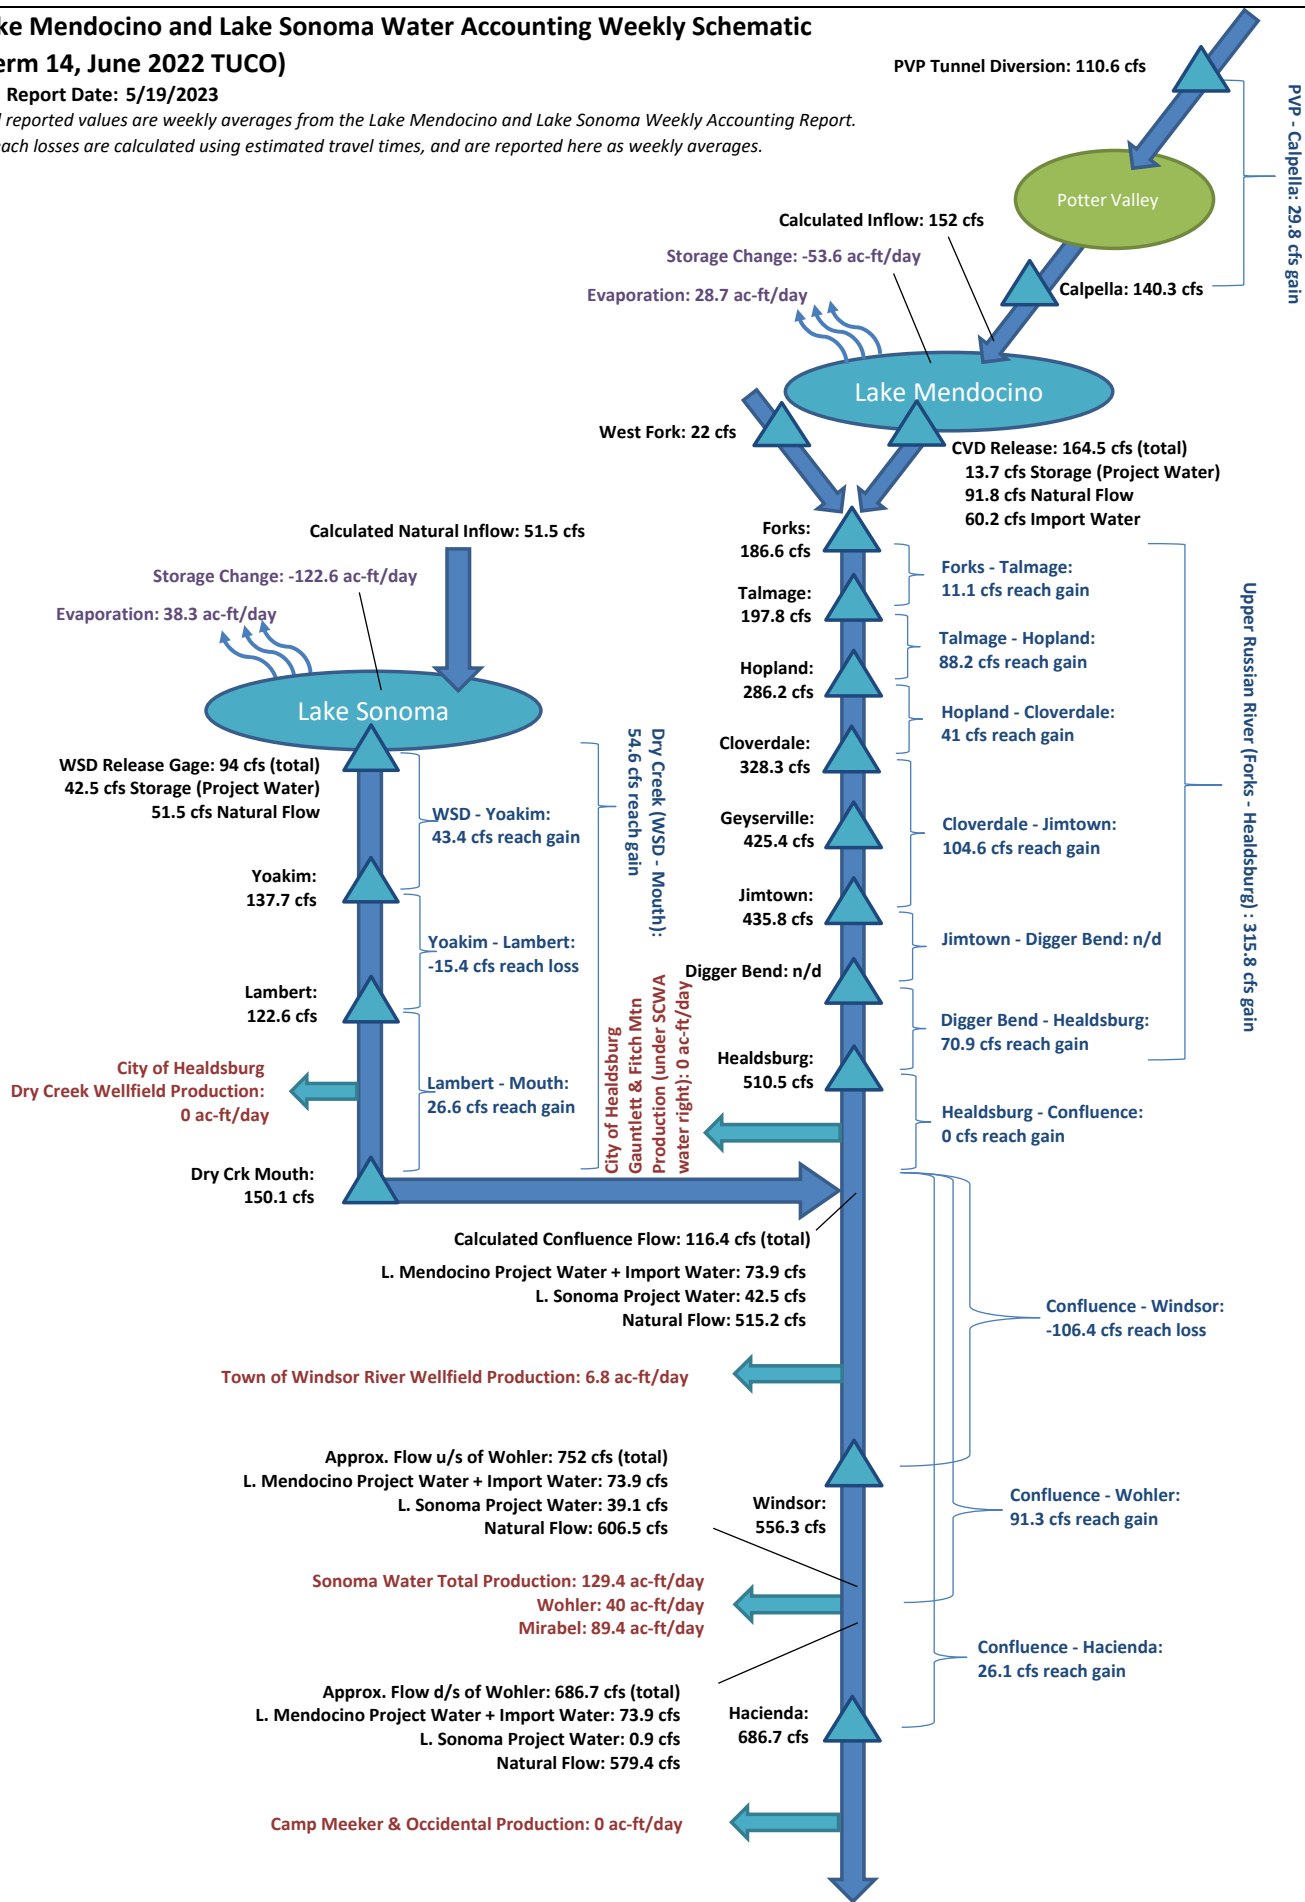 ke Mendocino and Lake Sonoma Water Accounting Weekly Schematic
erm 14, June 2022 TUCO)
Report Date: 5/19/2023
l reported values are weekly averages from the Lake Mendocino and Lake Sonoma Weekly Accounting Report.
each losses are calculated using estimated travel times, and are reported here as weekly averages.
PVP Tunnel Diversion: 110.6 cfs
PVP - Calpella: 29.8 cfs gain
Potter Valley
Calculated Inflow: 152 cfs
Storage Change: -53.6 ac-ft/day
Evaporation: 28.7 ac-ft/day
Calpella: 140.3 cfs
Lake Mendocino
West Fork: 22 cfs
CVD Release: 164.5 cfs (total)
13.7 cfs Storage (Project Water)
91.8 cfs Natural Flow
60.2 cfs Import Water
Forks:
186.6 cfs
Forks - Talmage:
11.1 cfs reach gain
Talmage:
197.8 cfs
Talmage - Hopland:
88.2 cfs reach gain
Hopland:
286.2 cfs
Hopland - Cloverdale:
41 cfs reach gain
Cloverdale:
328.3 cfs
Geyserville:
425.4 cfs
Cloverdale - Jimtown:
104.6 cfs reach gain
Jimtown:
435.8 cfs
Jimtown - Digger Bend: n/d
Digger Bend: n/d
Digger Bend - Healdsburg:
70.9 cfs reach gain
Healdsburg:
510.5 cfs
Healdsburg - Confluence:
0 cfs reach gain
Upper Russian River (Forks - Healdsburg) : 315.8 cfs gain
Calculated Natural Inflow: 51.5 cfs
Storage Change: -122.6 ac-ft/day
Evaporation: 38.3 ac-ft/day
Lake Sonoma
WSD Release Gage: 94 cfs (total)
42.5 cfs Storage (Project Water)
51.5 cfs Natural Flow
WSD - Yoakim:
43.4 cfs reach gain
Dry Creek (WSD - Mouth):
54.6 cfs reach gain
Yoakim:
137.7 cfs
Yoakim - Lambert:
-15.4 cfs reach loss
Lambert:
122.6 cfs
City of Healdsburg
Dry Creek Wellfield Production:
0 ac-ft/day
Lambert - Mouth:
26.6 cfs reach gain
City of Healdsburg
Gauntlett & Fitch Mtn
Production (under SCWA
water right): 0 ac-ft/day
Dry Crk Mouth:
150.1 cfs
Calculated Confluence Flow: 116.4 cfs (total)
L. Mendocino Project Water + Import Water: 73.9 cfs
L. Sonoma Project Water: 42.5 cfs
Natural Flow: 515.2 cfs
Confluence - Windsor:
-106.4 cfs reach loss
Town of Windsor River Wellfield Production: 6.8 ac-ft/day
Approx. Flow u/s of Wohler: 752 cfs (total)
L. Mendocino Project Water + Import Water: 73.9 cfs
L. Sonoma Project Water: 39.1 cfs
Natural Flow: 606.5 cfs
Windsor:
556.3 cfs
Confluence - Wohler:
91.3 cfs reach gain
Sonoma Water Total Production: 129.4 ac-ft/day
Wohler: 40 ac-ft/day
Mirabel: 89.4 ac-ft/day
Confluence - Hacienda:
26.1 cfs reach gain
Approx. Flow d/s of Wohler: 686.7 cfs (total)
L. Mendocino Project Water + Import Water: 73.9 cfs
L. Sonoma Project Water: 0.9 cfs
Natural Flow: 579.4 cfs
Hacienda:
686.7 cfs
Camp Meeker & Occidental Production: 0 ac-ft/day